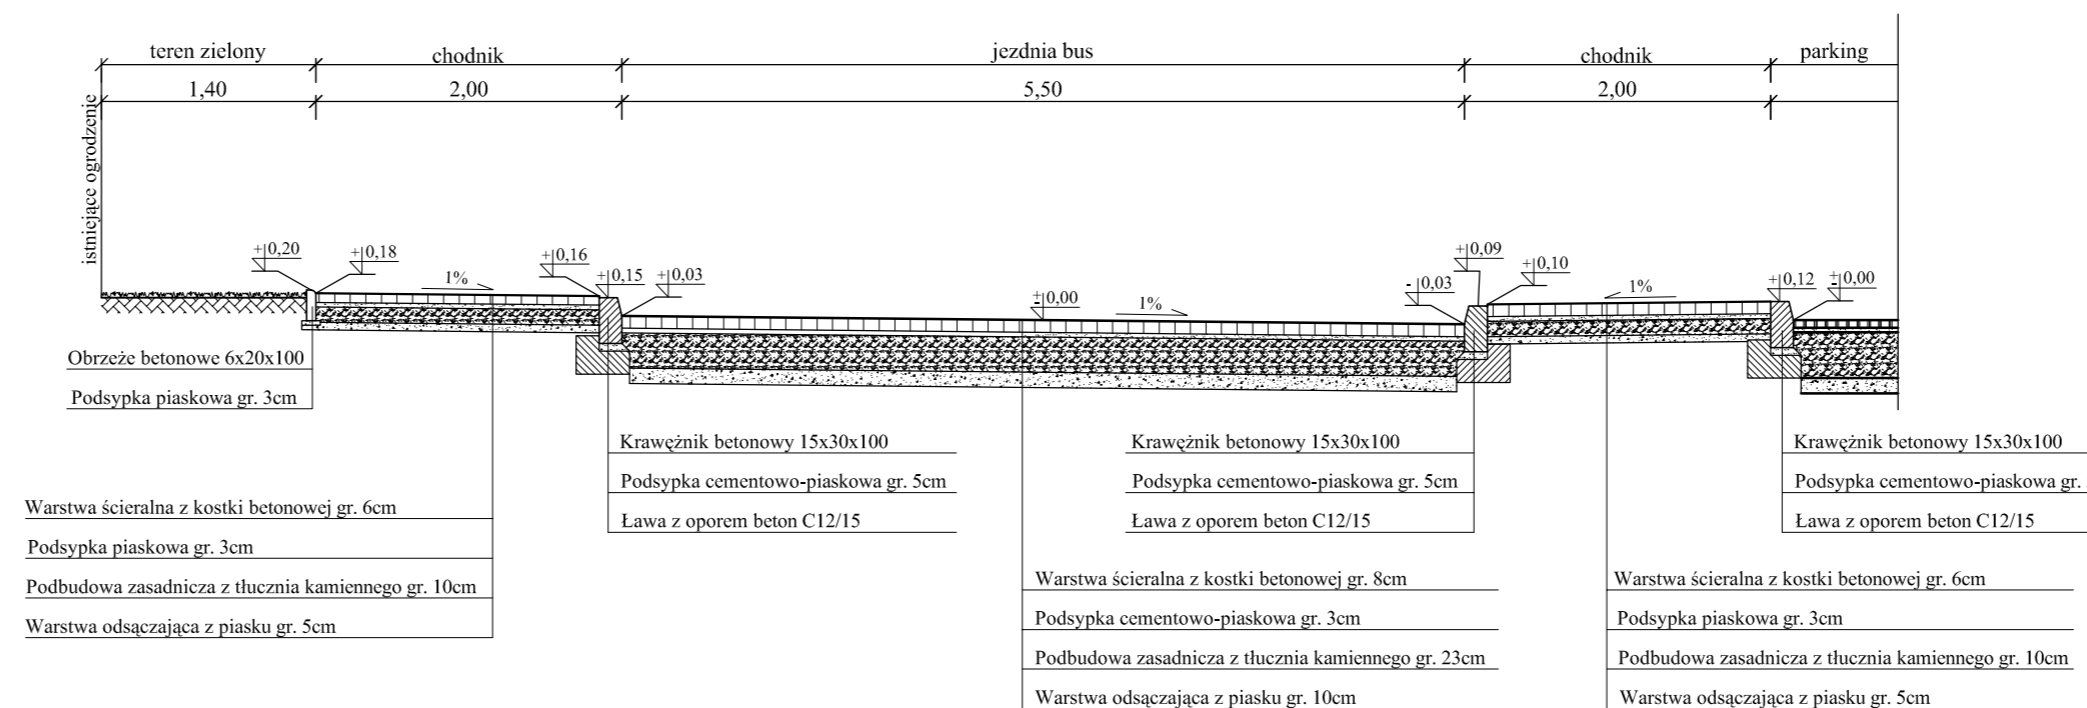 teren zielony
chodnik
jezdnia bus
chodnik
parking
1,40
2,00
5,50
2,00
istniejące ogrodzenie
+0,20
+0,18
1%
+0,16
+0,15
+0,03
±0,00
1%
-0,03
+0,09
+0,10
1%
+0,12
±0,00
Obrzeże betonowe 6x20x100
Podsypka piaskowa gr. 3cm
Warstwa ścieralna z kostki betonowej gr. 6cm
Podsypka piaskowa gr. 3cm
Podbudowa zasadnicza z tłucznia kamiennego gr. 10cm
Warstwa odsączająca z piasku gr. 5cm
Krawężnik betonowy 15x30x100
Podsypka cementowo-piaskowa gr. 5cm
Ława z oporem beton C12/15
Warstwa ścieralna z kostki betonowej gr. 8cm
Podsypka cementowo-piaskowa gr. 3cm
Podbudowa zasadnicza z tłucznia kamiennego gr. 23cm
Warstwa odsączająca z piasku gr. 10cm
Krawężnik betonowy 15x30x100
Podsypka cementowo-piaskowa gr. 5cm
Ława z oporem beton C12/15
Warstwa ścieralna z kostki betonowej gr. 6cm
Podsypka piaskowa gr. 3cm
Podbudowa zasadnicza z tłucznia kamiennego gr. 10cm
Warstwa odsączająca z piasku gr. 5cm
Krawężnik betonowy 15x30x100
Podsypka cementowo-piaskowa gr.
Ława z oporem beton C12/15